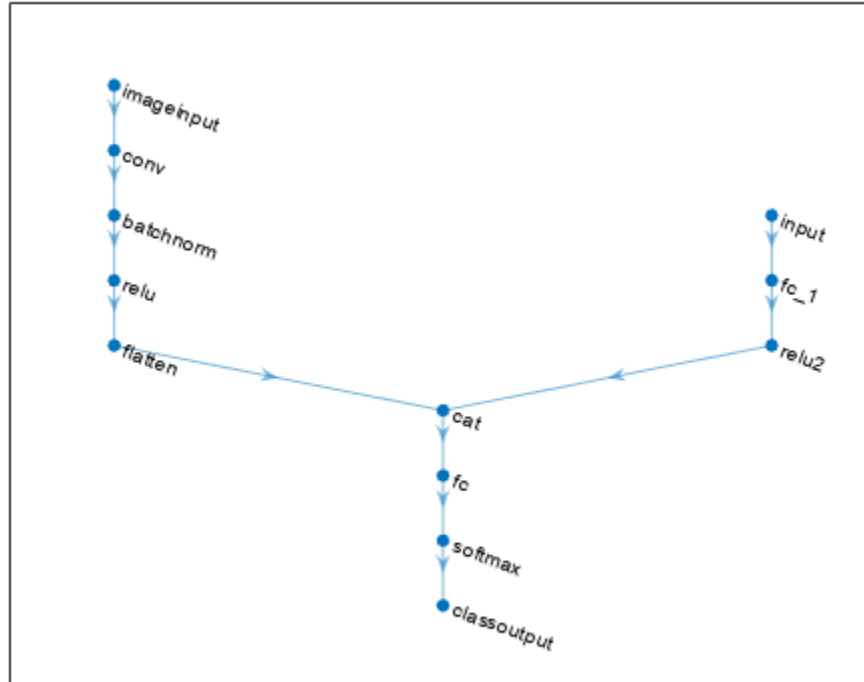 imageinput
conv
batchnorm
relu
flatten
input
fc_1
relu2
cat
fc
softmax
classoutput